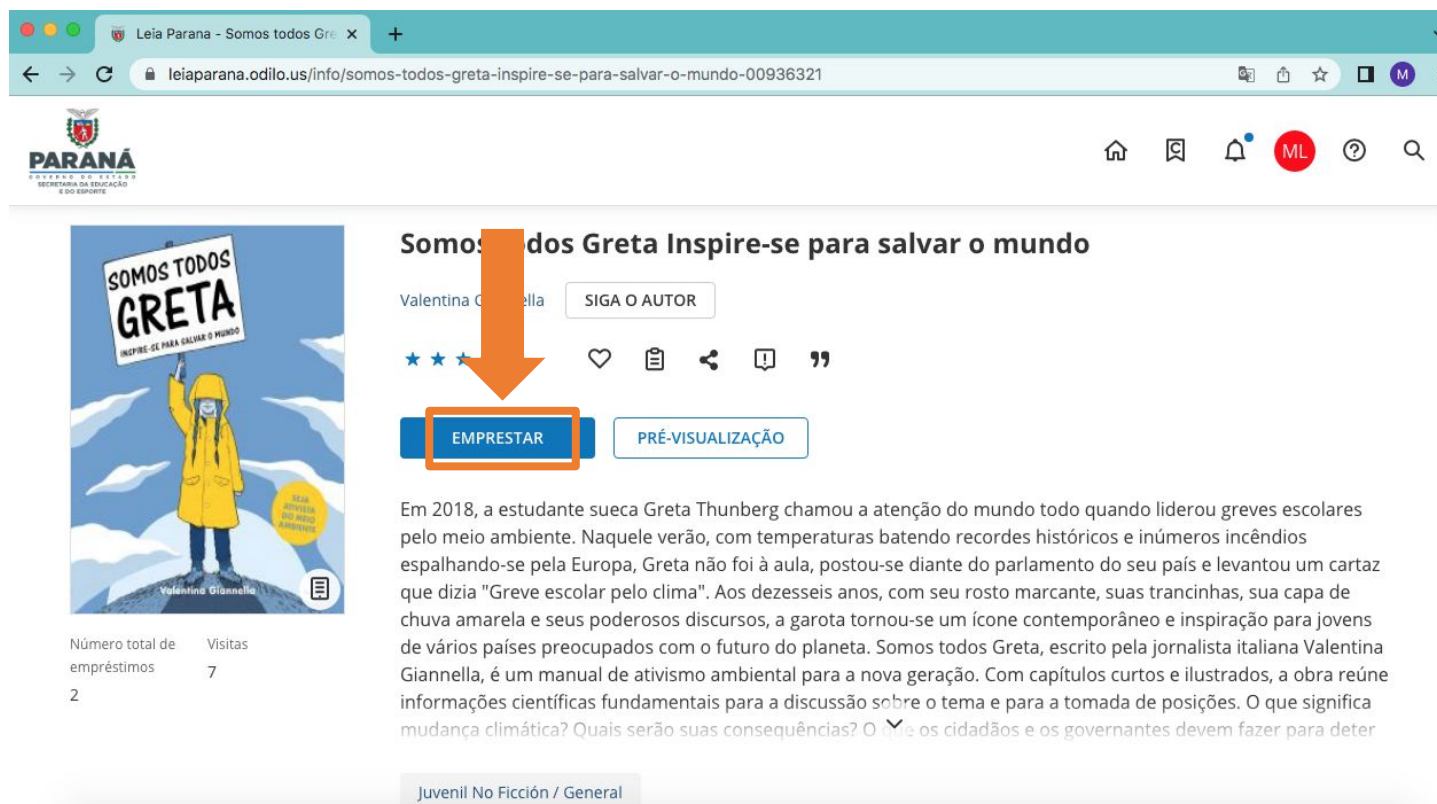 Leia Parana - Somos todos Gre
leiaparana.odilo.us/info/somos-todos-greta-inspire-se-para-salvar-o-mundo-00936321
M
PARANÁ
GOVERNO DO ESTADO
SECRETARIA DA EDUCAÇÃO
E DO ESPORTE
ML
SOMOS TODOS
GRETA
INSPIRE-SE PARA SALVAR O MUNDO
SEJA
ATIVISTA
DO MEIO
AMBIENTE
Valentina Giannella
Número total de
empréstimos
2
Visitas
7
Somos dos Greta Inspire-se para salvar o mundo
Valentina G ella
SIGA O AUTOR
EMPRESTAR
PRÉ-VISUALIZAÇÃO
Em 2018, a estudante sueca Greta Thunberg chamou a atenção do mundo todo quando liderou greves escolares
pelo meio ambiente. Naquele verão, com temperaturas batendo recordes históricos e inúmeros incêndios
espalhando-se pela Europa, Greta não foi à aula, postou-se diante do parlamento do seu país e levantou um cartaz
que dizia "Greve escolar pelo clima". Aos dezesseis anos, com seu rosto marcante, suas trancinhas, sua capa de
chuva amarela e seus poderosos discursos, a garota tornou-se um ícone contemporâneo e inspiração para jovens
de vários países preocupados com o futuro do planeta. Somos todos Greta, escrito pela jornalista italiana Valentina
Giannella, é um manual de ativismo ambiental para a nova geração. Com capítulos curtos e ilustrados, a obra reúne
informações científicas fundamentais para a discussão sobre o tema e para a tomada de posições. O que significa
mudança climática? Quais serão suas consequências? O que os cidadãos e os governantes devem fazer para deter
Juvenil No Ficción / General